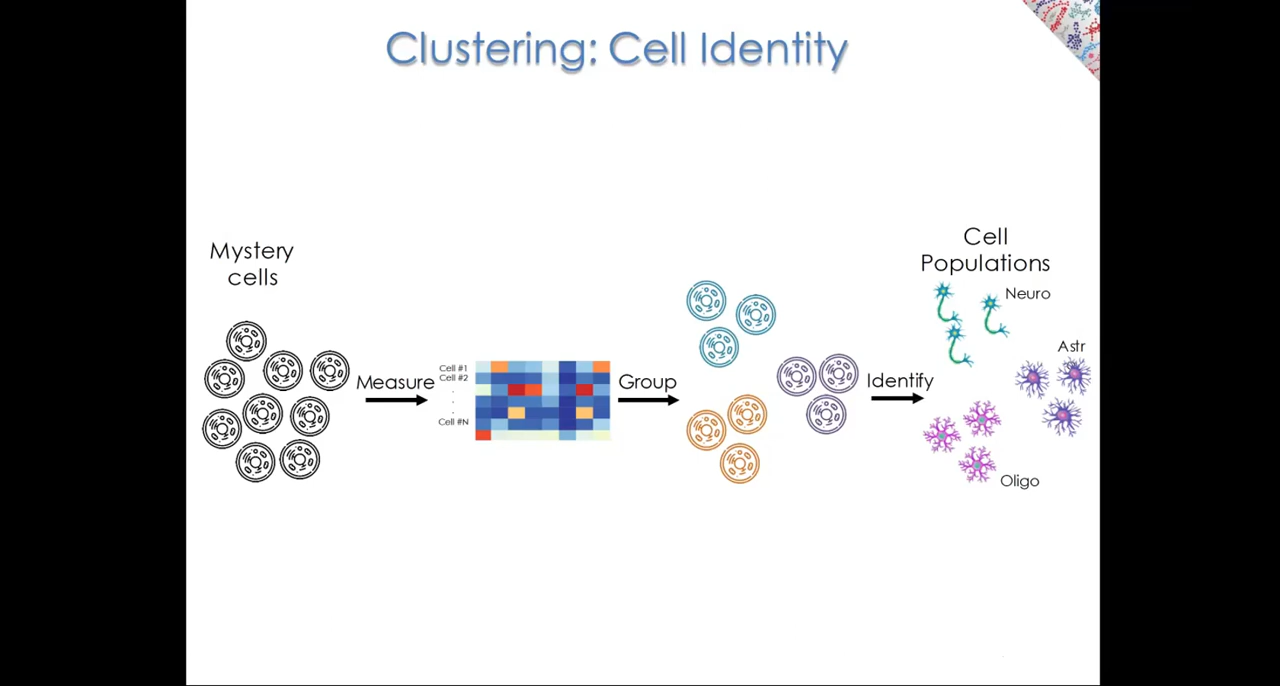 Clustering: Cell Identity
Mystery
cells
Measure
Cell #1
Cell #2
.
.
.
Cell #N
Group
Identify
Cell
Populations
Neuro
Astr
Oligo